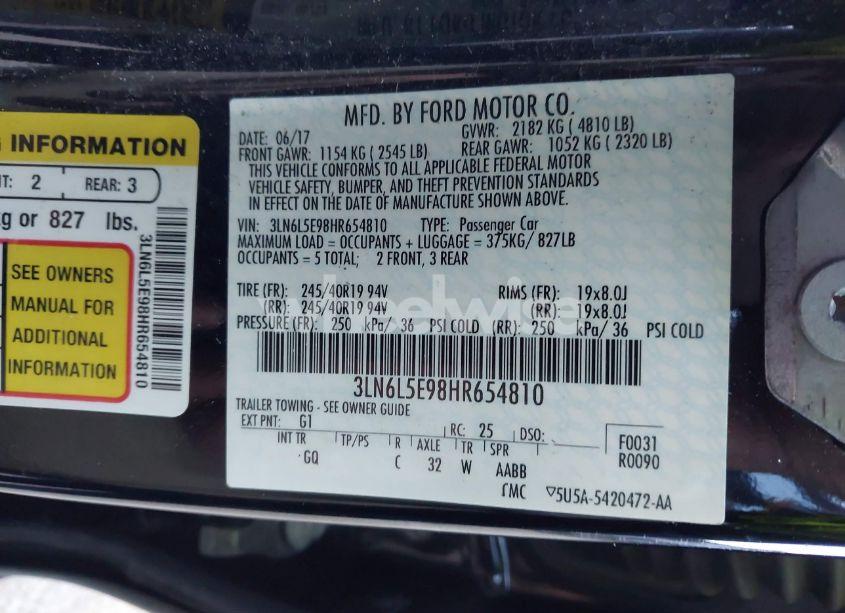 G INFORMATION
NT: 2 REAR: 3
kg or 827 lbs.
SEE OWNERS
MANUAL FOR
ADDITIONAL
INFORMATION
3LN6L5E98HR654810
MFD. BY FORD MOTOR CO.
DATE: 06/17 GVWR: 2182 KG ( 4810 LB)
FRONT GAWR: 1154 KG ( 2545 LB) REAR GAWR: 1052 KG ( 2320 LB)
THIS VEHICLE CONFORMS TO ALL APPLICABLE FEDERAL MOTOR
VEHICLE SAFETY, BUMPER, AND THEFT PREVENTION STANDARDS
IN EFFECT ON THE DATE OF MANUFACTURE SHOWN ABOVE.
VIN: 3LN6L5E98HR654810 TYPE: Passenger Car
MAXIMUM LOAD = OCCUPANTS + LUGGAGE = 375KG/ 827LB
OCCUPANTS = 5 TOTAL; 2 FRONT, 3 REAR
TIRE (FR): 245/40R19 94V RIMS (FR): 19x8.0J
(RR): 245/40R19 94V (RR): 19x8.0J
PRESSURE (FR): 250 kPa/ 36 PSI COLD (RR): 250 kPa/ 36 PSI COLD
3LN6L5E98HR654810
TRAILER TOWING - SEE OWNER GUIDE
EXT PNT: G1 RC: 25 DSO: F0031
INT TR TP/PS R AXLE TR SPR R0090
GQ C 32 W AABB
▽5U5A-5420472-AA